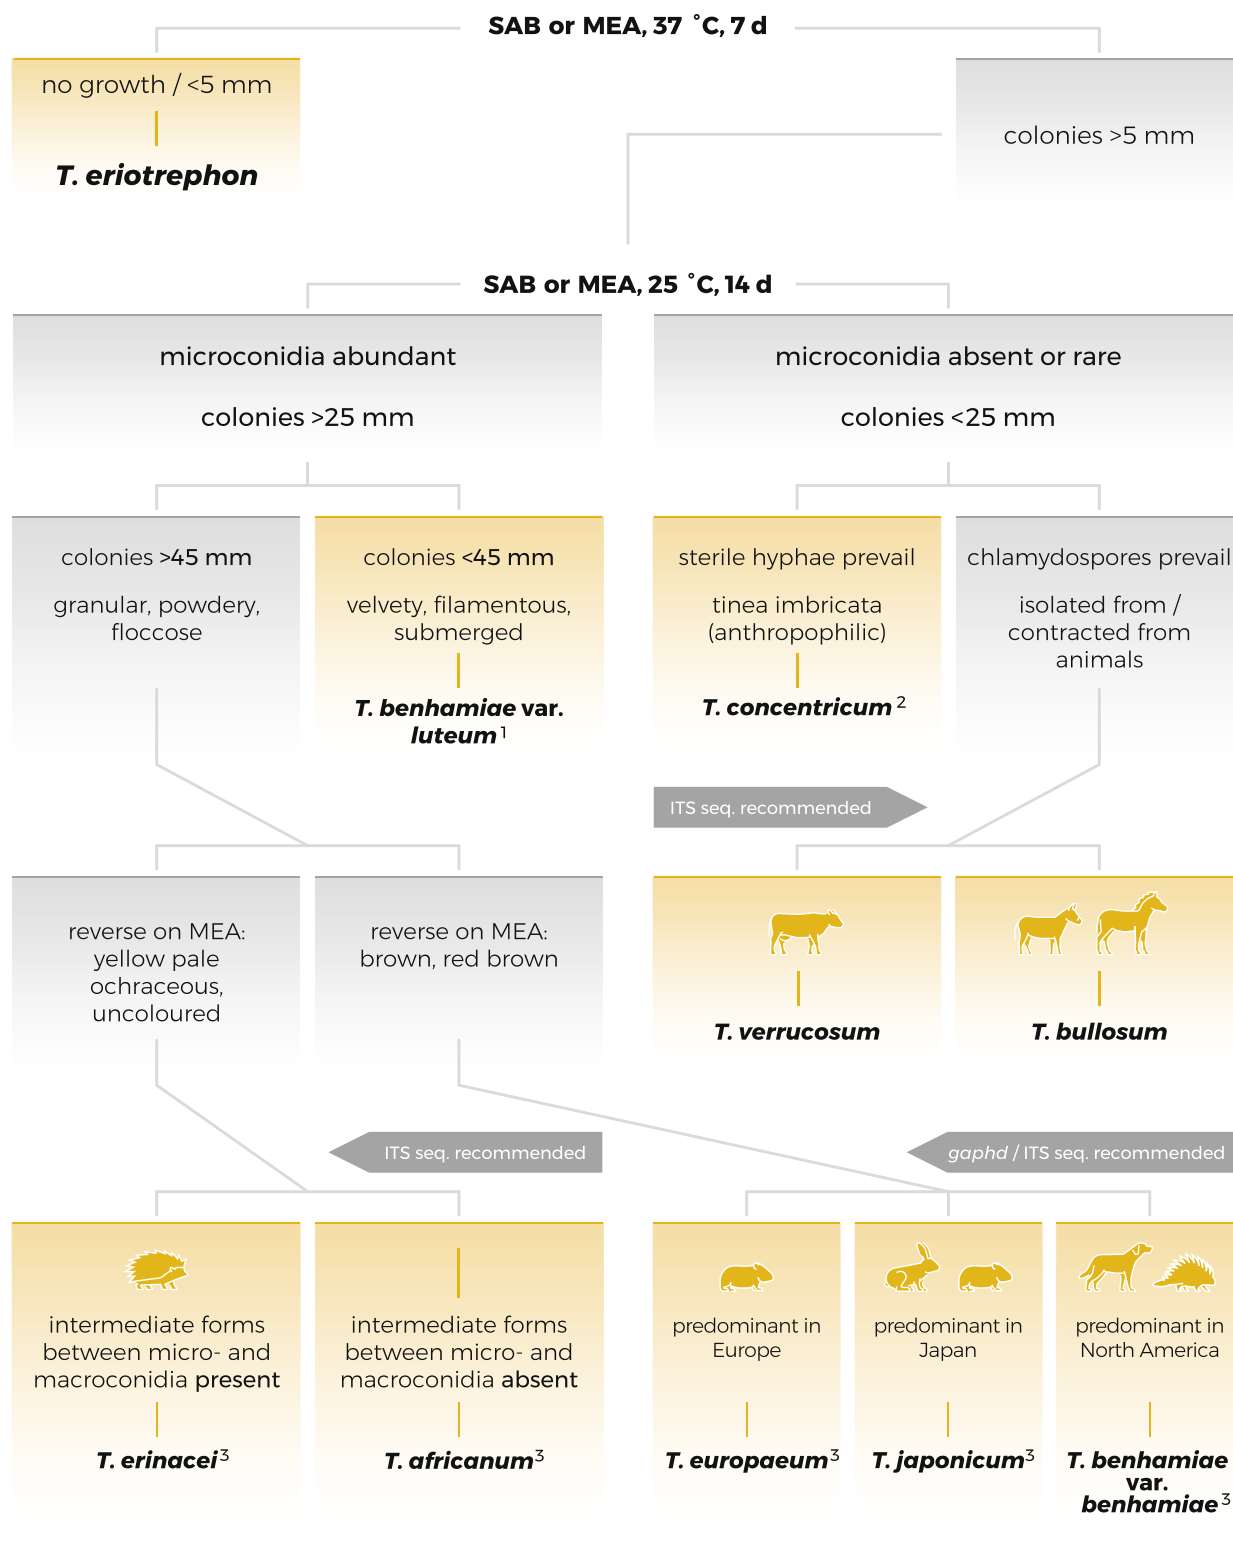 SAB or MEA, 37 ˚C, 7 d
no growth / <5 mm
T. eriotrephon
colonies >5 mm
SAB or MEA, 25 ˚C, 14 d
microconidia abundant
colonies >25 mm
microconidia absent or rare
colonies <25 mm
colonies >45 mm
granular, powdery,
floccose
colonies <45 mm
velvety, filamentous,
submerged
T. benhamiae var.
luteum¹
sterile hyphae prevail
tinea imbricata
(anthropophilic)
T. concentricum²
chlamydospores prevail
isolated from /
contracted from
animals
ITS seq. recommended
reverse on MEA:
yellow pale
ochraceous,
uncoloured
reverse on MEA:
brown, red brown
T. verrucosum
T. bullosum
ITS seq. recommended
gaphd / ITS seq. recommended
intermediate forms
between micro- and
macroconidia present
T. erinacei³
intermediate forms
between micro- and
macroconidia absent
T. africanum³
predominant in
Europe
T. europaeum³
predominant in
Japan
T. japonicum³
predominant in
North America
T. benhamiae
var.
benhamiae³